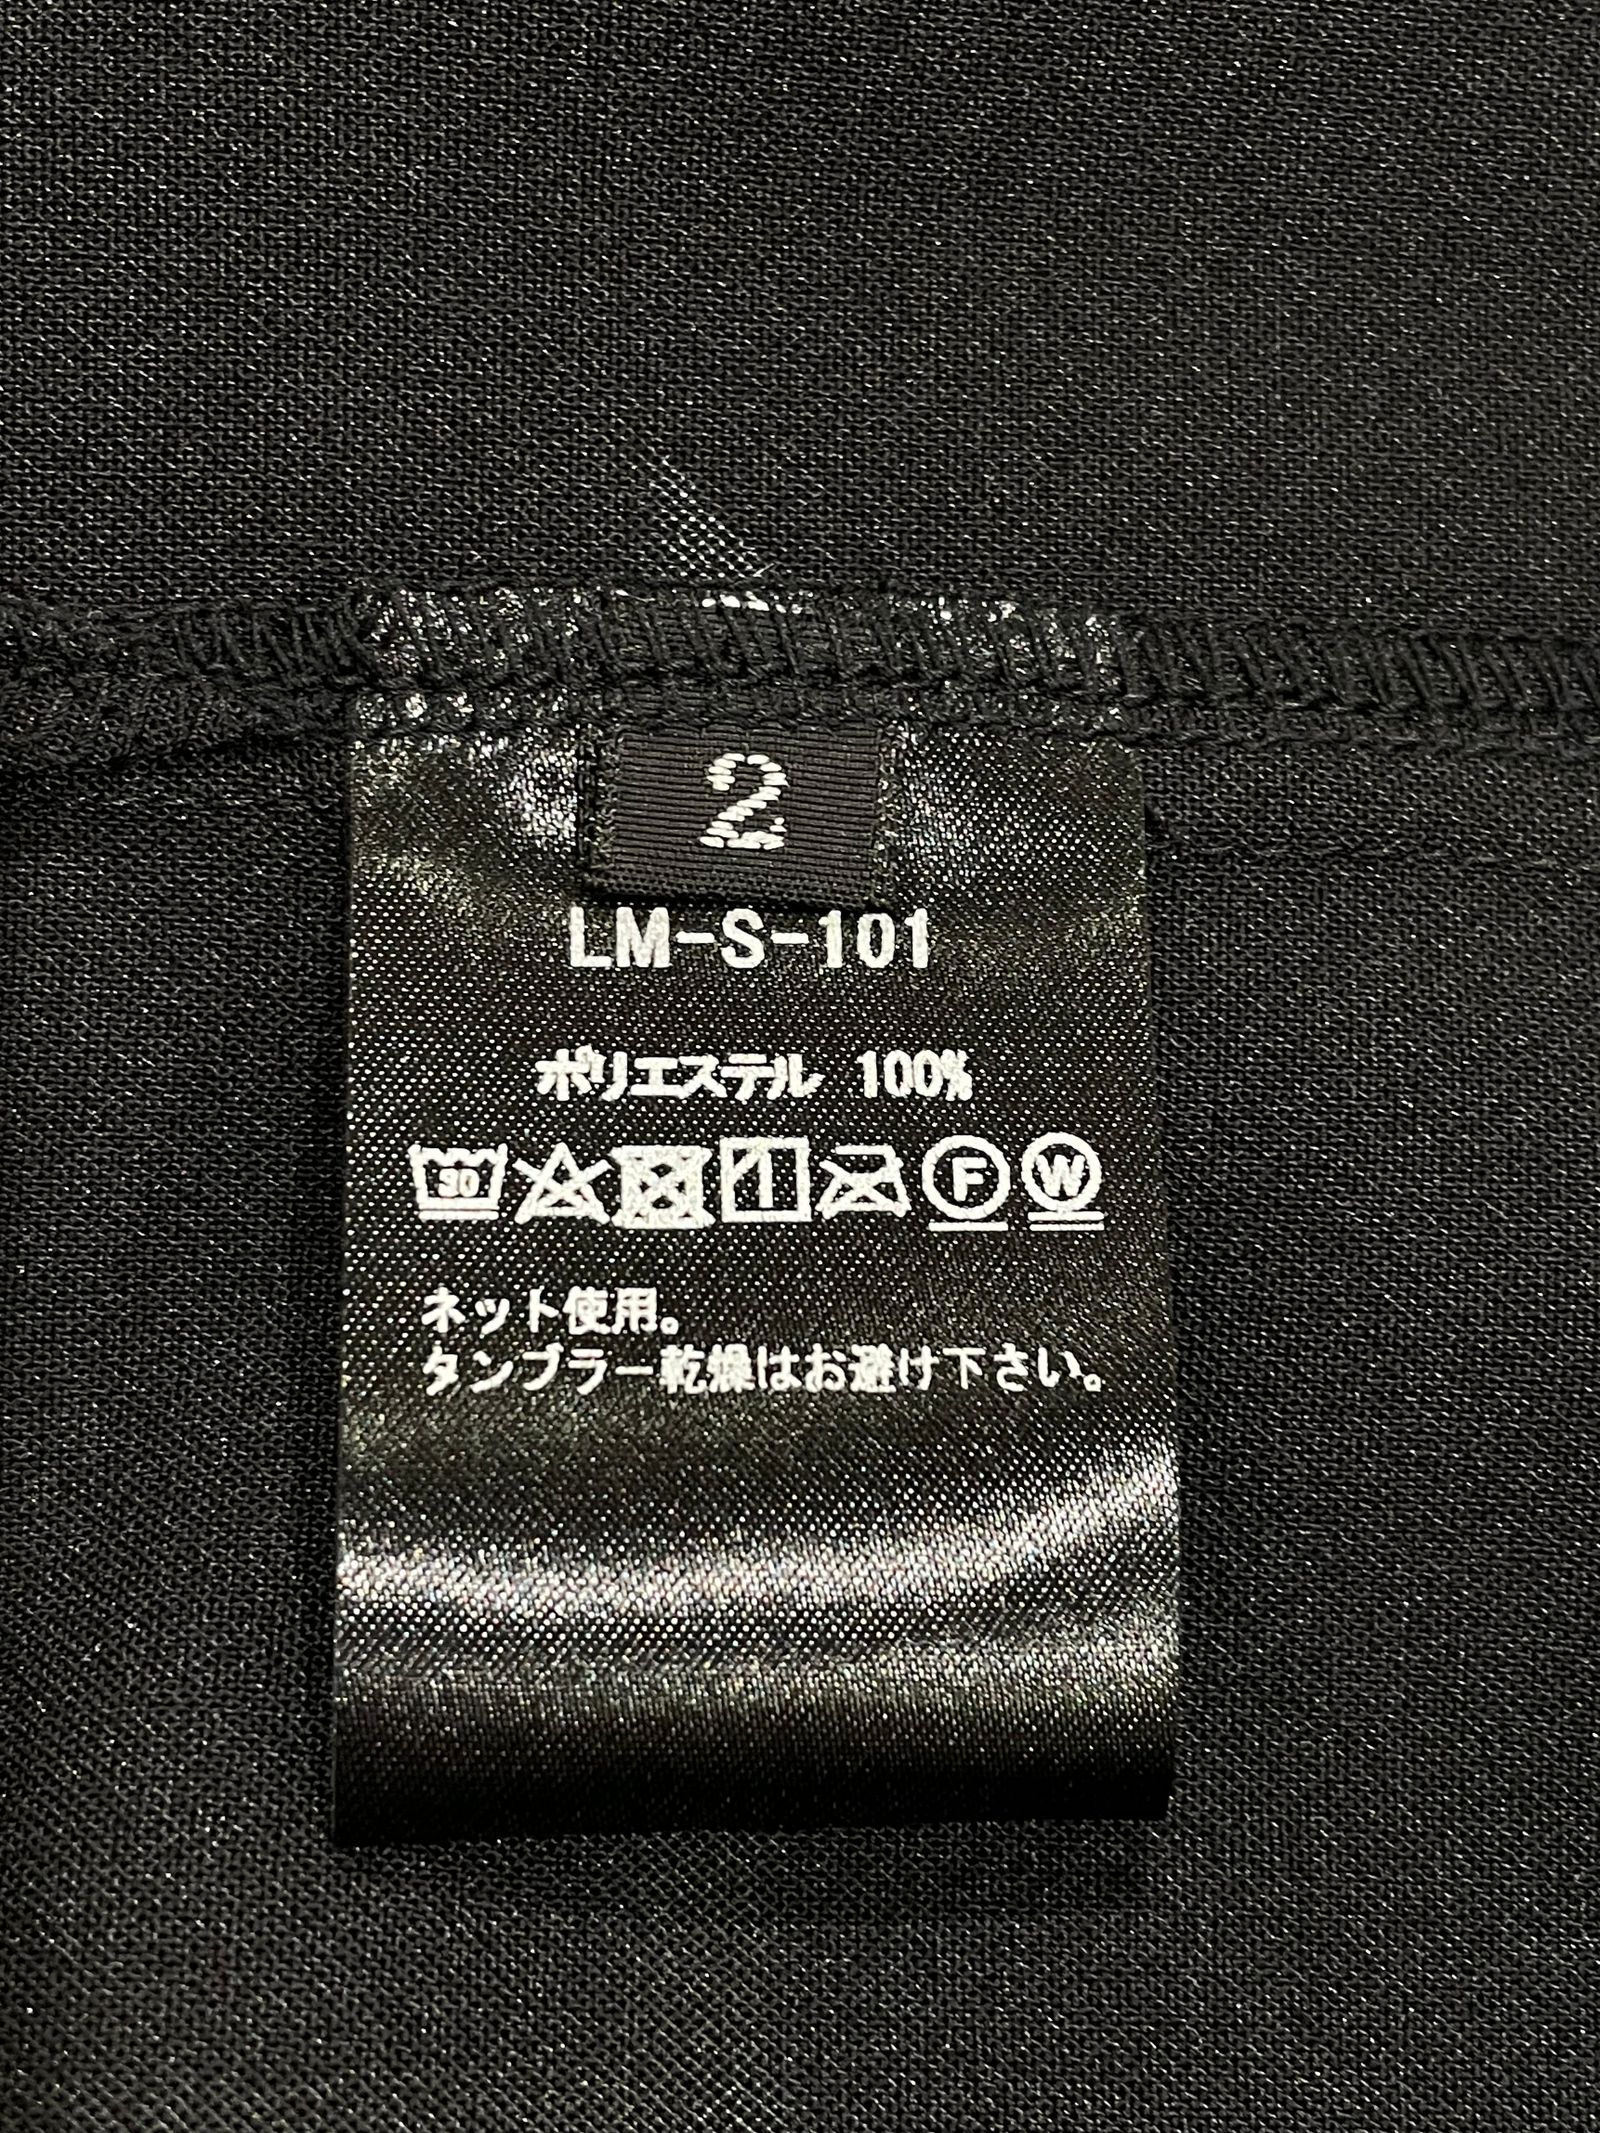 2
LM-S-101
ポリエステル 100%
30 F W
ネット使用。
タンブラー乾燥はお避け下さい。